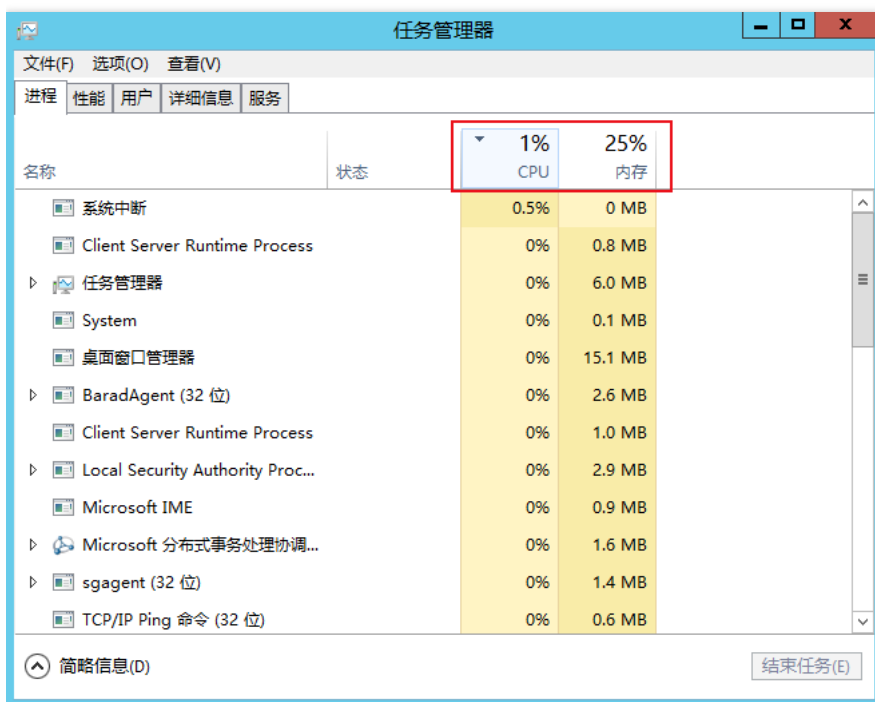 任务管理器
文件(F) 选项(O) 查看(V)
进程 性能 用户 详细信息 服务
1% 25%
名称 状态 CPU 内存
系统中断 0.5% 0 MB
Client Server Runtime Process 0% 0.8 MB
任务管理器 0% 6.0 MB
System 0% 0.1 MB
桌面窗口管理器 0% 15.1 MB
BaradAgent (32 位) 0% 2.6 MB
Client Server Runtime Process 0% 1.0 MB
Local Security Authority Proc... 0% 2.9 MB
Microsoft IME 0% 0.9 MB
Microsoft 分布式事务处理协调... 0% 1.6 MB
sgagent (32 位) 0% 1.4 MB
TCP/IP Ping 命令 (32 位) 0% 0.6 MB
简略信息(D) 结束任务(E)